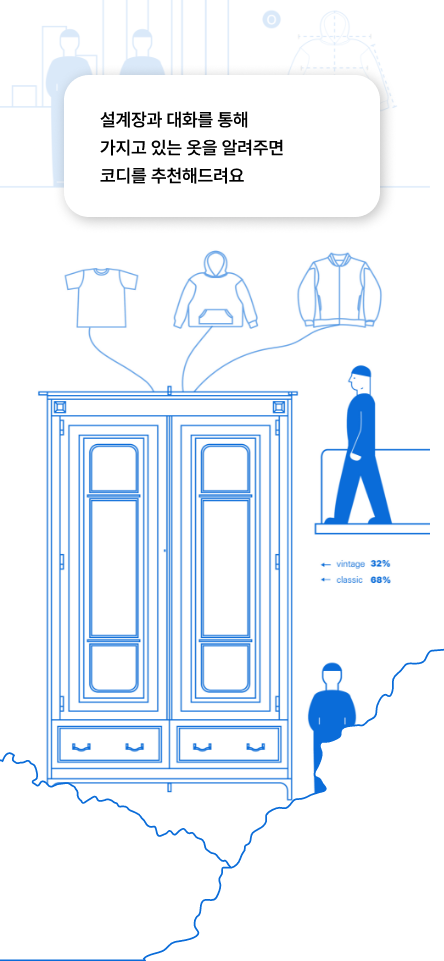 설계장과 대화를 통해
가지고 있는 옷을 알려주면
코디를 추천해드려요
← vintage 32%
← classic 68%